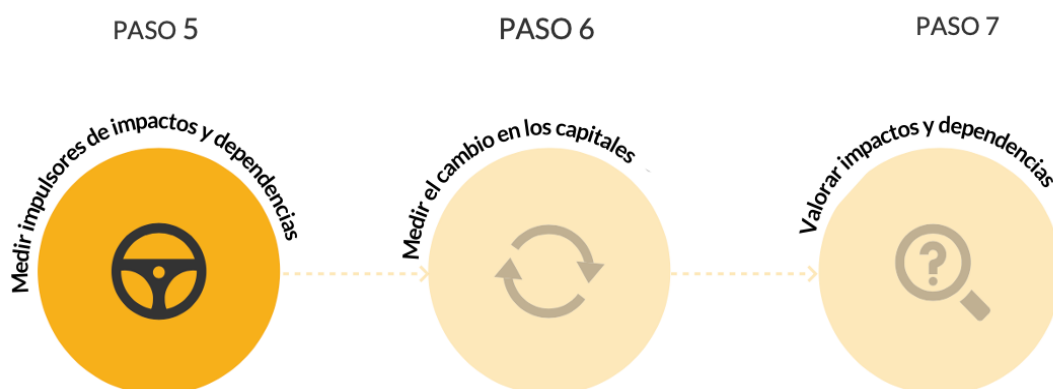 PASO 5
PASO 6
PASO 7
Medir impulsores de impactos y dependencias
Medir el cambio en los capitales
Valorar impactos y dependencias
?